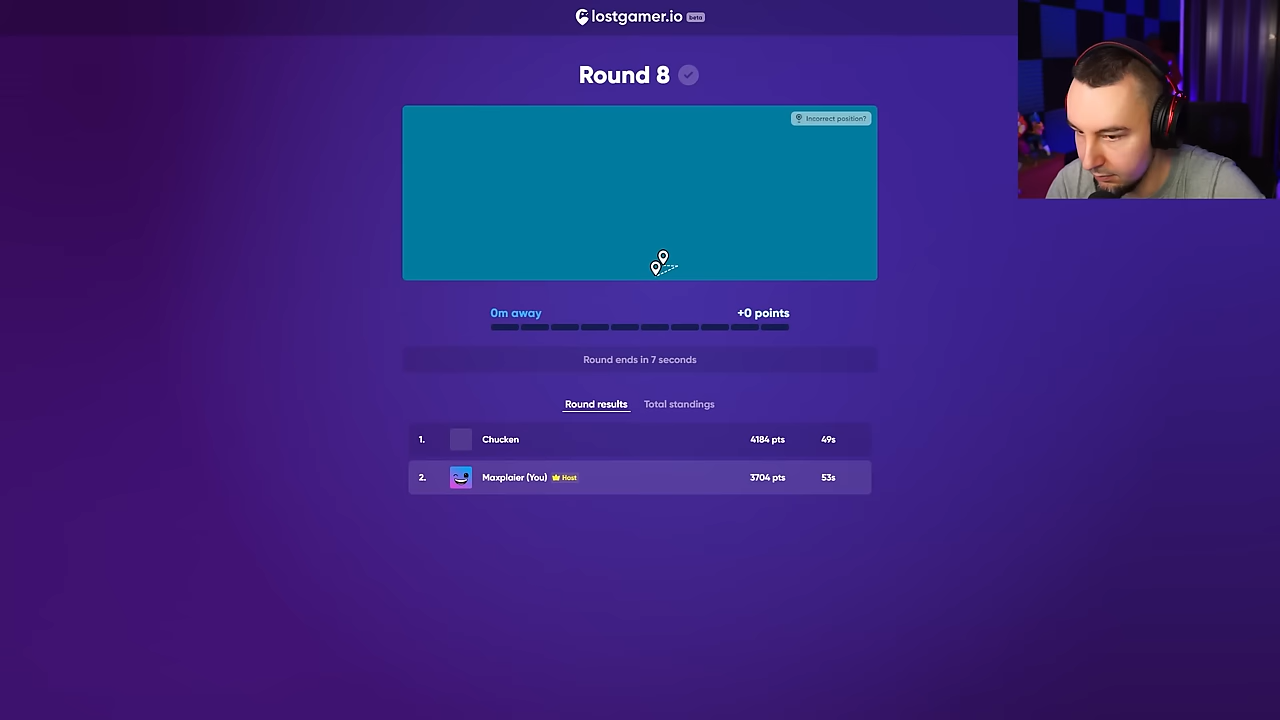 lostgamer.io beta
Round 8
Incorrect position?
0m away
+0 points
Round ends in 7 seconds
Round results Total standings
1. Chucken 4184 pts 49s
2. Maxplaier (You) Host 3704 pts 53s